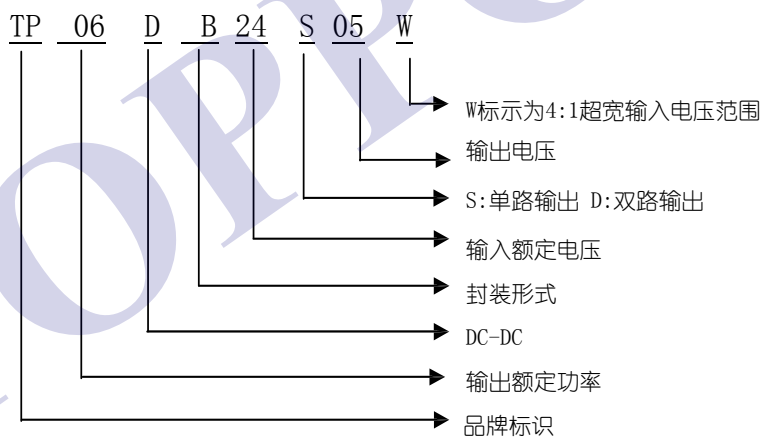 TP 06 D B 24 S 05 W
W标示为4:1超宽输入电压范围
输出电压
S:单路输出 D:双路输出
输入额定电压
封装形式
DC-DC
输出额定功率
品牌标识